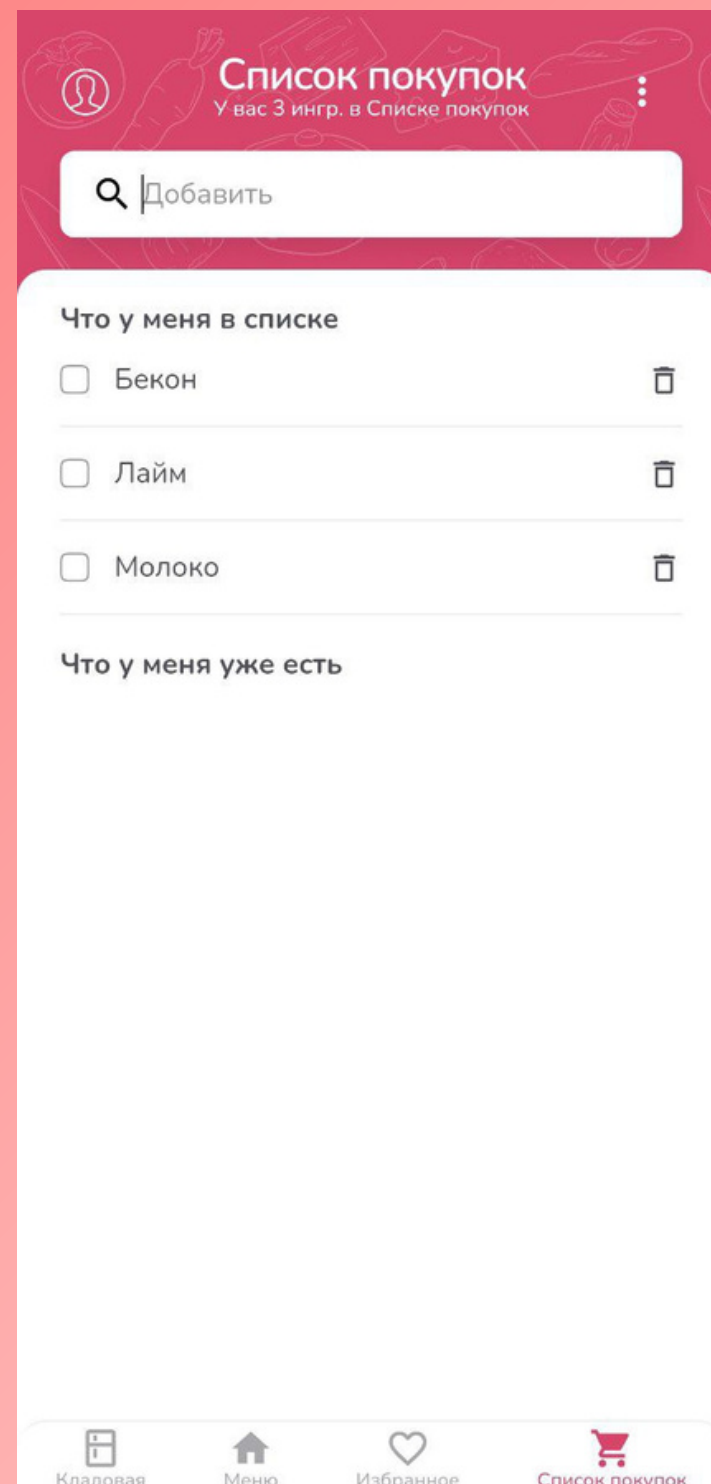 Список покупок
У вас 3 ингр. в Списке покупок
Добавить
Что у меня в списке
Бекон
Лайм
Молоко
Что у меня уже есть
Кладовая Меню Избранное Список покупок